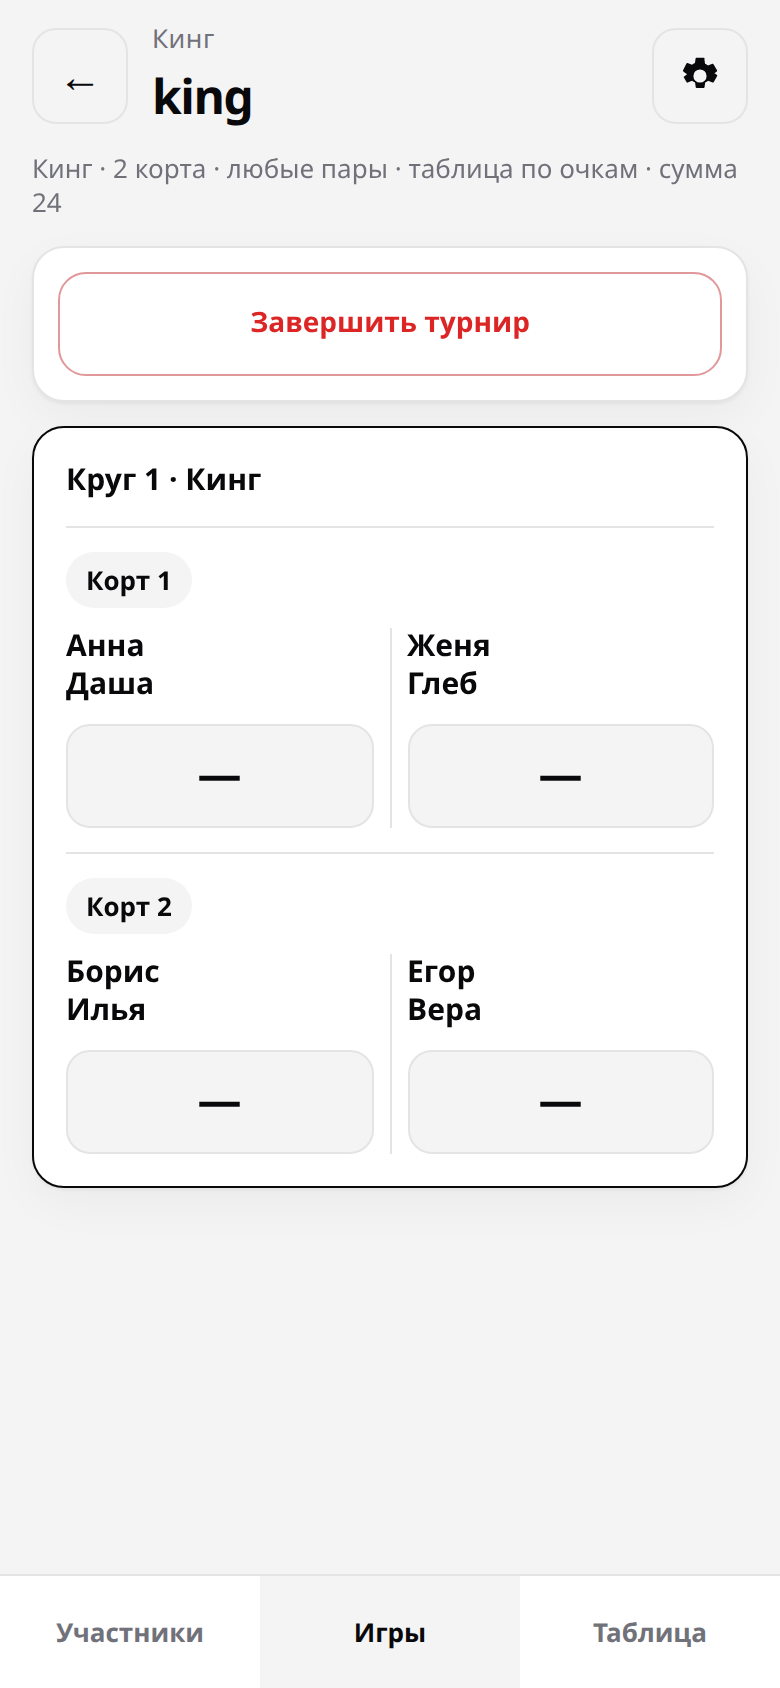 ←
Кинг
king
Кинг · 2 корта · любые пары · таблица по очкам · сумма
24
Завершить турнир
Круг 1 · Кинг
Корт 1
Анна
Даша
Женя
Глеб
—
—
Корт 2
Борис
Илья
Егор
Вера
—
—
Участники
Игры
Таблица